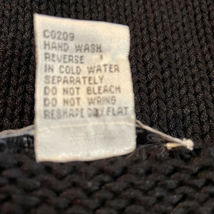 C0209
HAND WASH
REVERSE
IN COLD WATER
SEPARATELY
DO NOT BLEACH
DO NOT WRING
RESHAPE DRY FLAT